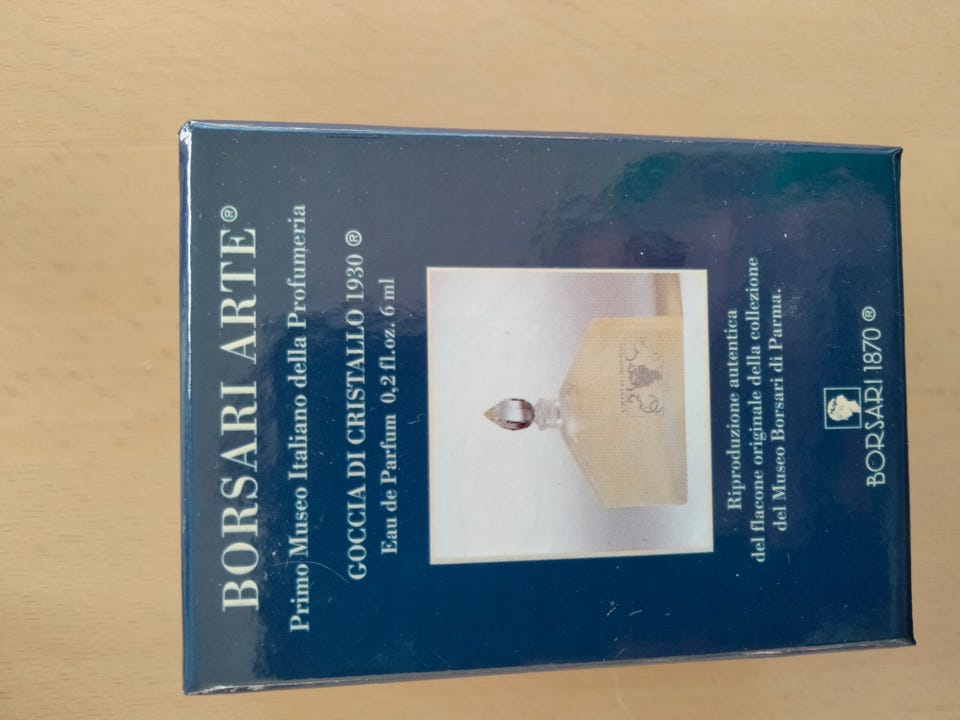 BORSARI ARTE®
Primo Museo Italiano della Profumeria
GOCCIA DI CRISTALLO 1930 ®
Eau de Parfum 0,2 fl.oz. 6 ml
Riproduzione autentica
del flacone originale della collezione
del Museo Borsari di Parma.
BORSARI 1870 ®